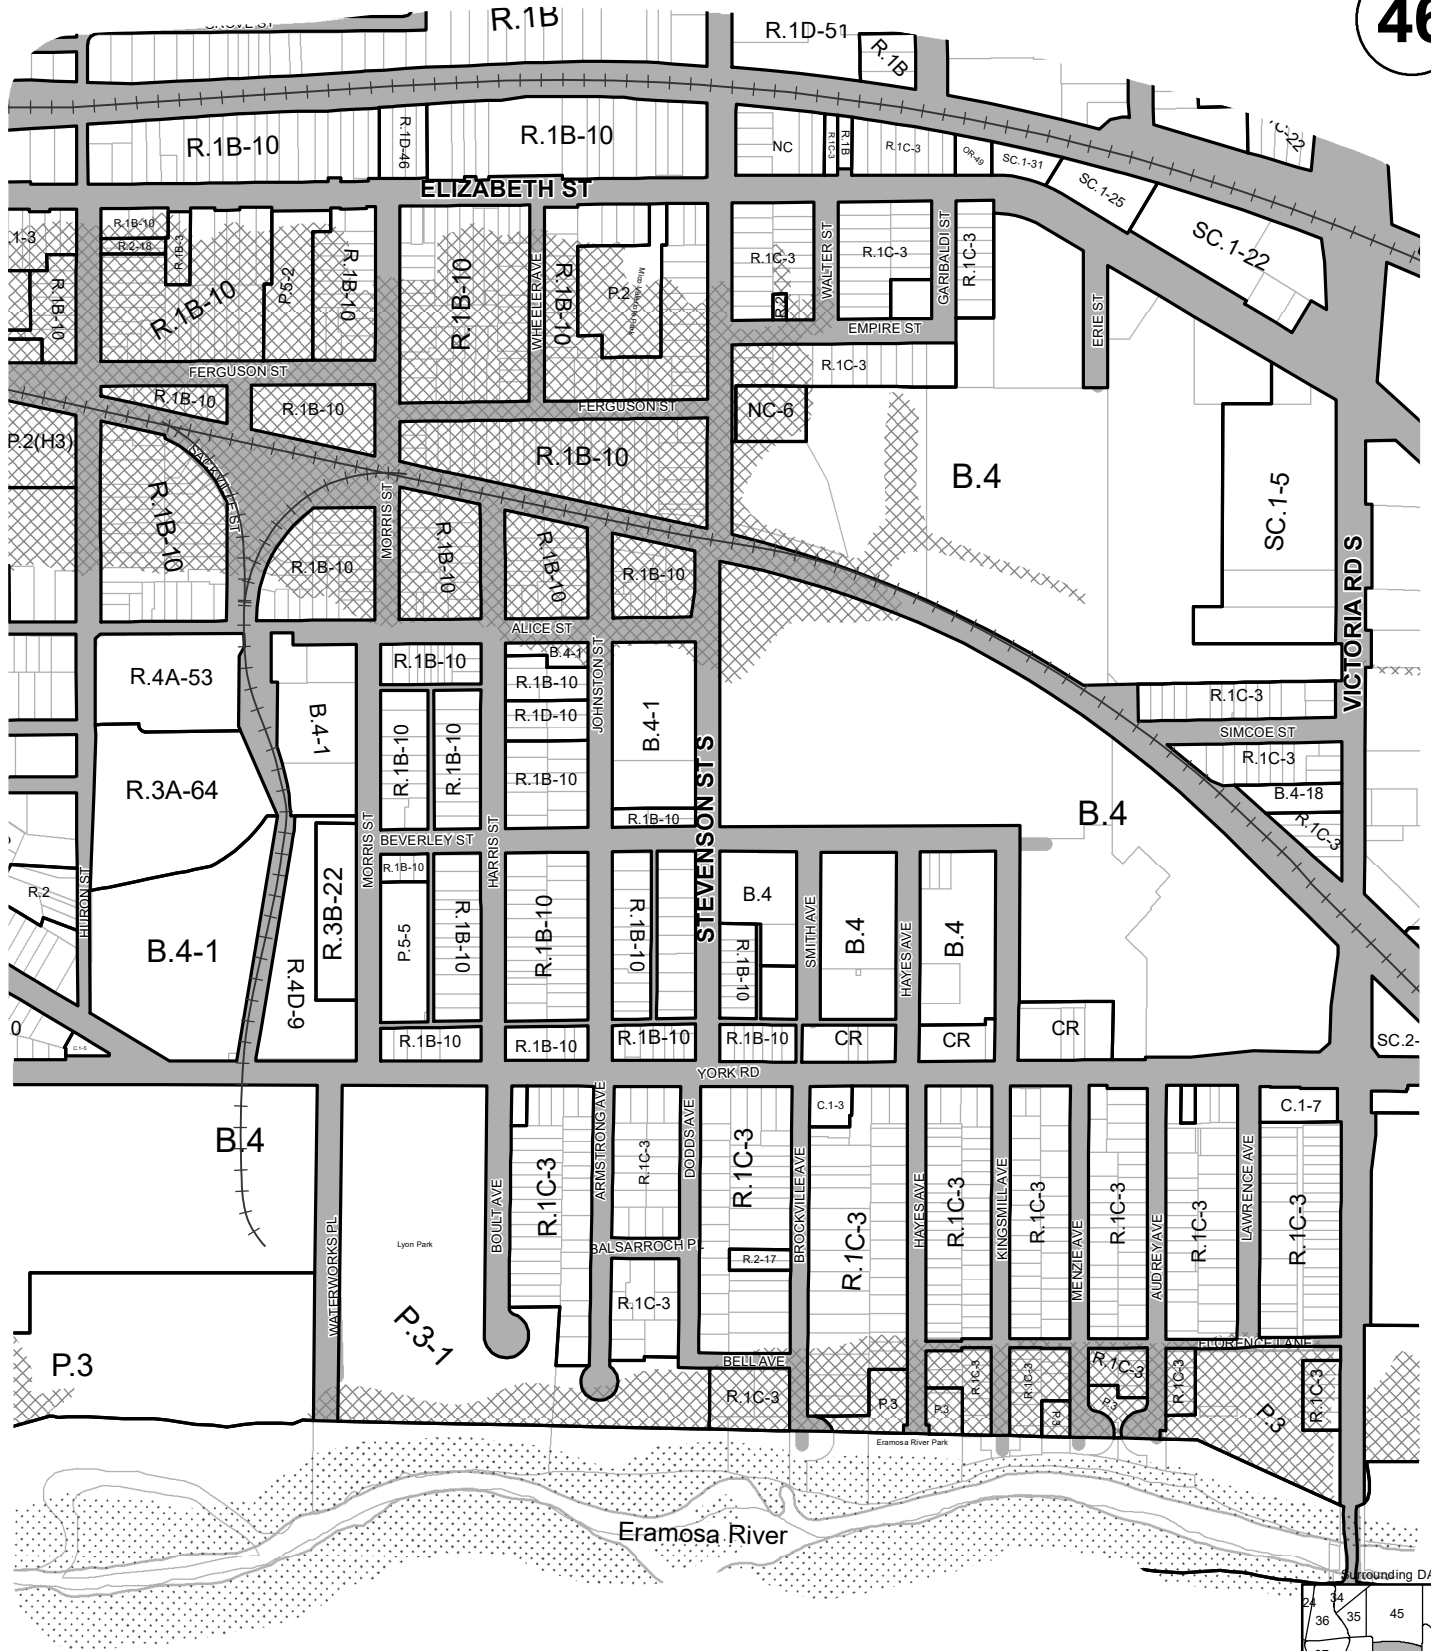 46
R.1B
R.1D-51
R.1B
R.1B-10
R.1D-46
R.1B-10
NC
R.1C-3
R.1B
R.1C-3
OR-49
SC.1-31
SC.1-25
SC.1-22
ELIZABETH ST
R.1B-10
R.2-18
R.1B-3
R.1B-10
P.5-2
R.1B-10
R.1B-10
R.1B-10
WHEELER AVE
R.1B-10
P.2
R.1C-3
R.2
WALTER ST
R.1C-3
GARIBALDI ST
R.1C-3
ERIE ST
EMPIRE ST
R.1C-3
FERGUSON ST
R.1B-10
R.1B-10
FERGUSON ST
NC-6
P.2(H3)
R.1B-10
B.4
SC.1-5
R.1B-10
SACKVILLE ST
MORRIS ST
R.1B-10
R.1B-10
R.1B-10
R.1B-10
VICTORIA RD S
ALICE ST
R.4A-53
B.4-1
R.1B-10
B.4-1
R.1B-10
R.1D-10
R.1B-10
JOHNSTON ST
B.4-1
R.1B-10
STEVENSON ST S
R.1C-3
SIMCOE ST
R.1C-3
B.4-18
R.1C-3
R.3A-64
R.1B-10
R.1B-10
B.4
BEVERLEY ST
MORRIS ST
HARRIS ST
R.2
HURON ST
B.4-1
R.3B-22
R.4D-9
R.1B-10
P.5-5
R.1B-10
R.1B-10
R.1B-10
B.4
R.1B-10
SMITH AVE
B.4
HAYES AVE
B.4
R.1B-10
R.1B-10
R.1B-10
R.1B-10
CR
CR
CR
SC.2-
C.1-5
YORK RD
B.4
WATERWORKS PL
Lyon Park
P.3-1
BOULT AVE
R.1C-3
ARMSTRONG AVE
R.1C-3
DODDS AVE
R.1C-3
BALSARROCH PL
R.2-17
R.1C-3
BROCKVILLE AVE
C.1-3
R.1C-3
HAYES AVE
R.1C-3
KINGSMILL AVE
R.1C-3
MENZIE AVE
R.1C-3
AUDREY AVE
R.1C-3
LAWRENCE AVE
C.1-7
R.1C-3
FLORENCE LANE
P.3
BELL AVE
R.1C-3
P.3
P.3
R.1C-3
R.1C-3
P.3
R.1C-3
P.3
R.1C-3
P.3
R.1C-3
Eramosa River Park
Eramosa River
Surrounding DA
24
34
36
35
45